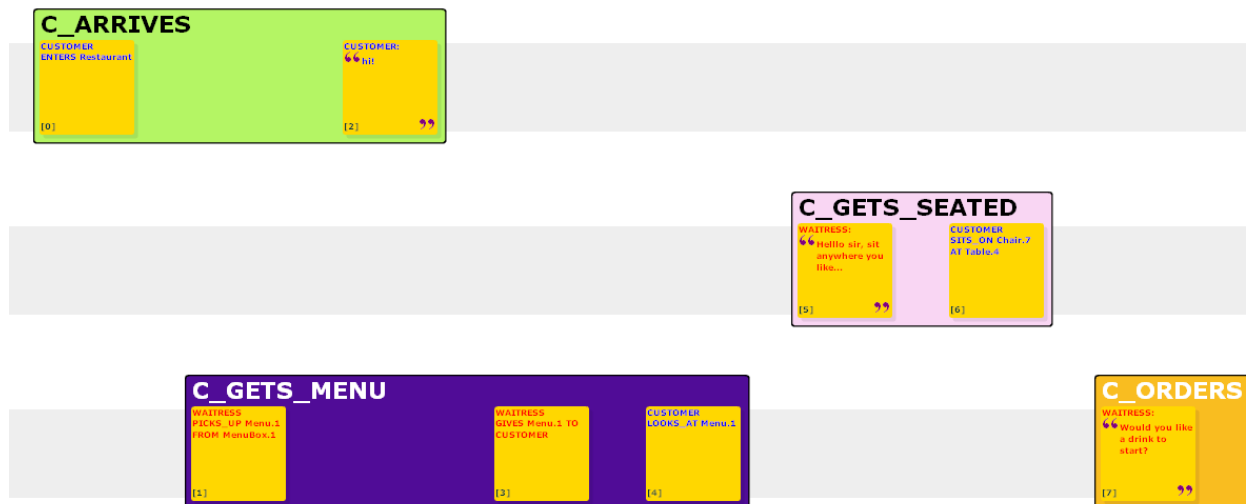 C_ARRIVES
CUSTOMER
ENTERS Restaurant
[0]
CUSTOMER:
“hi!
[2] ”
C_GETS_SEATED
WAITRESS:
“Helllo sir, sit
anywhere you
like...
[5] ”
CUSTOMER
SITS_ON Chair.7
AT Table.4
[6]
C_GETS_MENU
WAITRESS
PICKS_UP Menu.1
FROM MenuBox.1
[1]
WAITRESS
GIVES Menu.1 TO
CUSTOMER
[3]
CUSTOMER
LOOKS_AT Menu.1
[4]
C_ORDERS
WAITRESS:
“Would you like
a drink to
start?
[7] ”